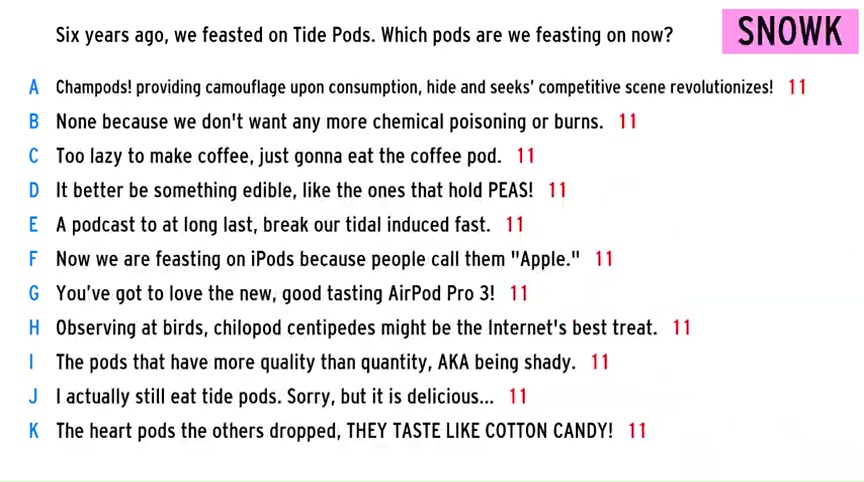 Six years ago, we feasted on Tide Pods. Which pods are we feasting on now?
SNOWK
A Champods! providing camouflage upon consumption, hide and seeks’ competitive scene revolutionizes! 11
B None because we don't want any more chemical poisoning or burns. 11
C Too lazy to make coffee, just gonna eat the coffee pod. 11
D It better be something edible, like the ones that hold PEAS! 11
E A podcast to at long last, break our tidal induced fast. 11
F Now we are feasting on iPods because people call them "Apple." 11
G You’ve got to love the new, good tasting AirPod Pro 3! 11
H Observing at birds, chilopod centipedes might be the Internet's best treat. 11
I The pods that have more quality than quantity, AKA being shady. 11
J I actually still eat tide pods. Sorry, but it is delicious... 11
K The heart pods the others dropped, THEY TASTE LIKE COTTON CANDY! 11